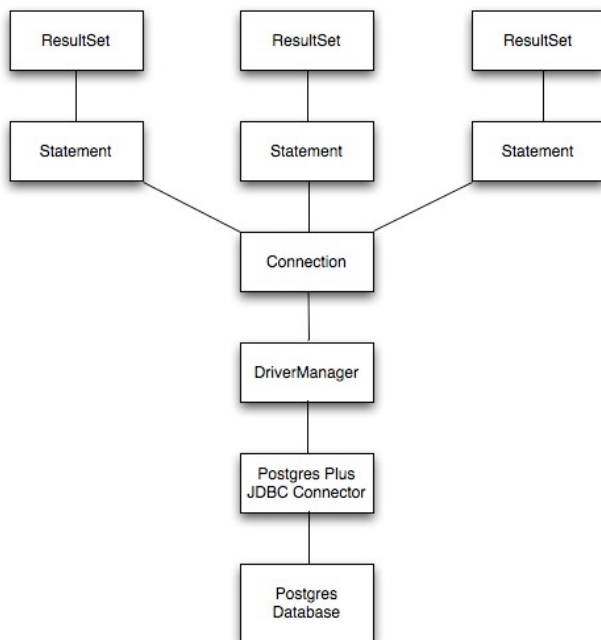 ResultSet
ResultSet
ResultSet
Statement
Statement
Statement
Connection
DriverManager
Postgres Plus
JDBC Connector
Postgres
Database